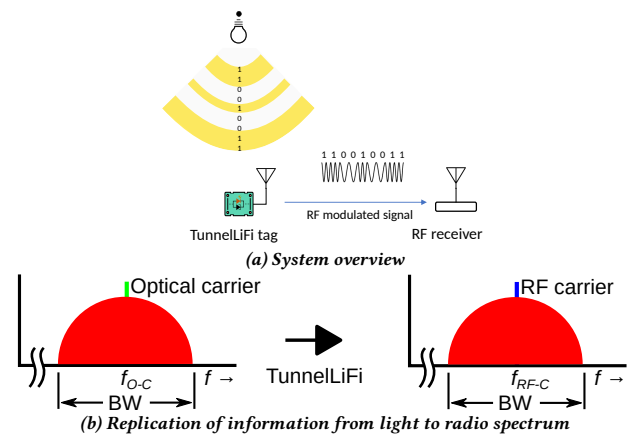 1
1
0
0
1
0
0
1
1
1 1 0 0 1 0 0 1 1
RF modulated signal
TunnelLiFi tag
RF receiver
(a) System overview
Optical carrier
RF carrier
f_O-C
f →
TunnelLiFi
f_RF-C
f →
BW
BW
(b) Replication of information from light to radio spectrum